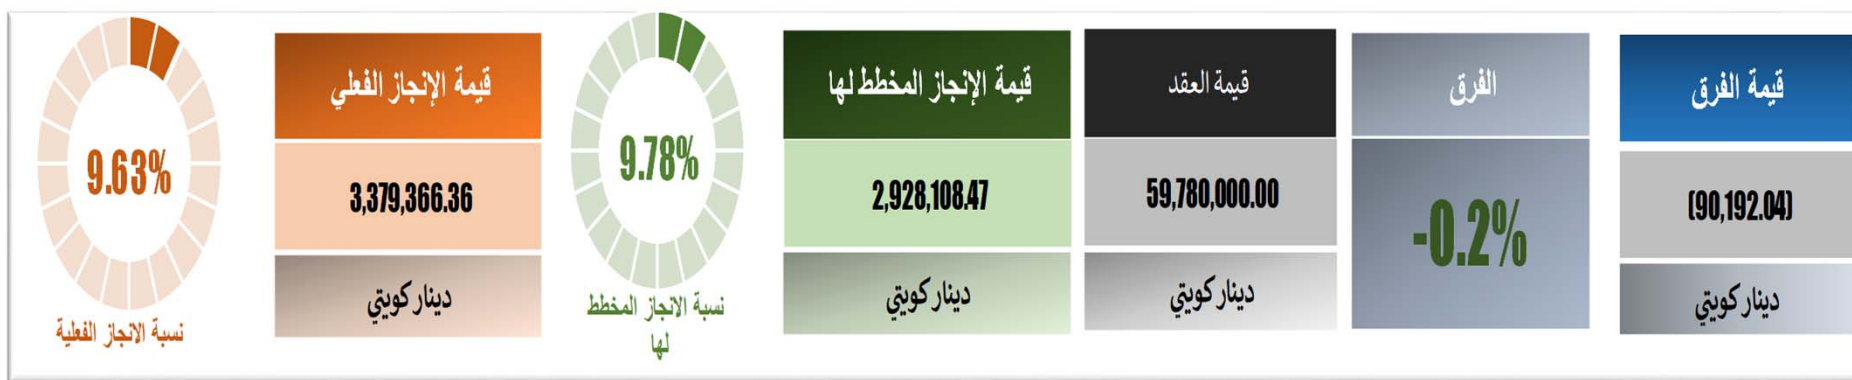 قيمة الفرق
(90,192.04)
دينار كويتي
الفرق
-0.2%
قيمة العقد
59,780,000.00
دينار كويتي
قيمة الإنجاز المخطط لها
2,928,108.47
دينار كويتي
9.78%
نسبة الانجاز المخطط
لها
قيمة الإنجاز الفعلي
3,379,366.36
دينار كويتي
9.63%
نسبة الانجاز الفعلية